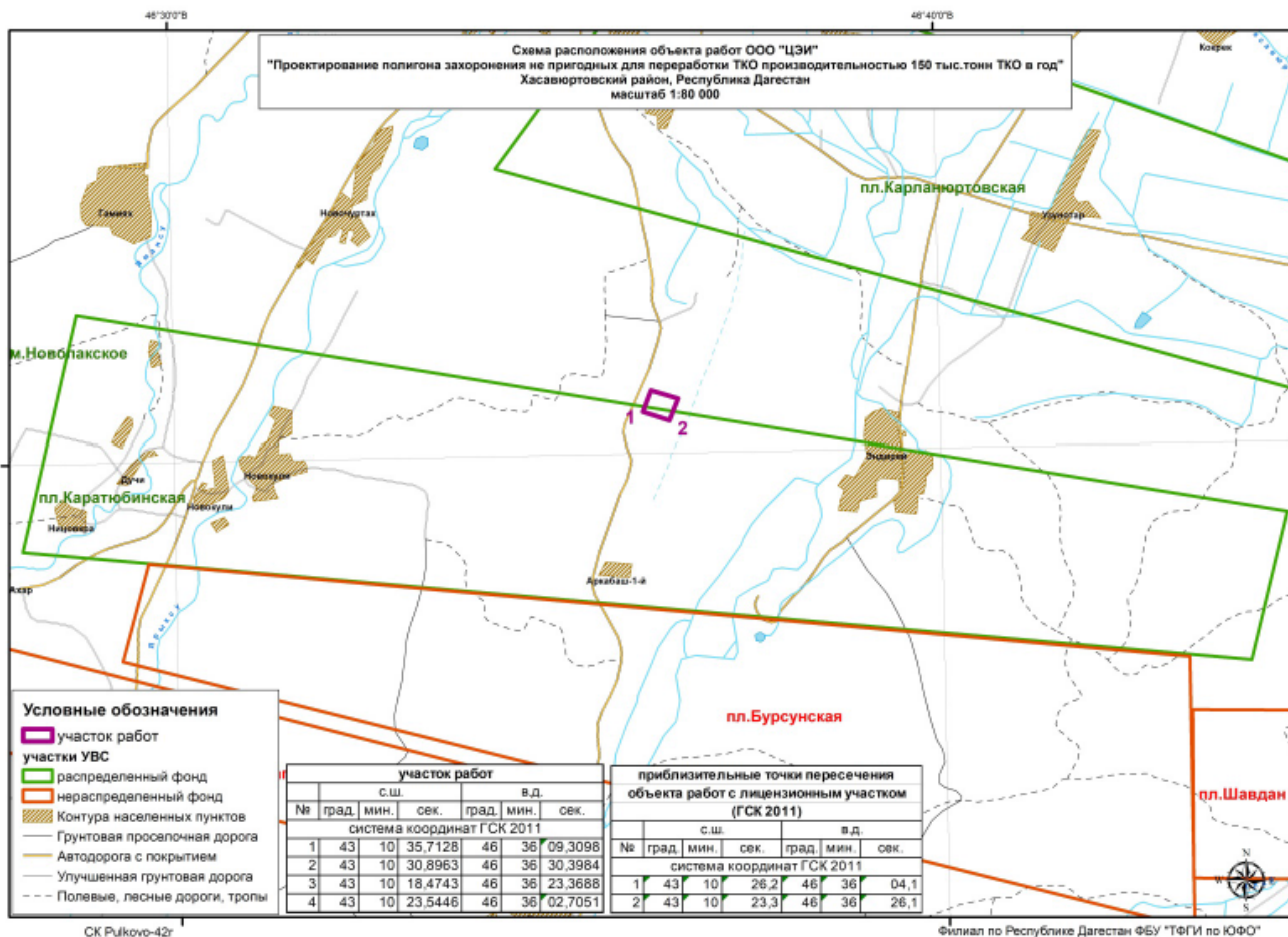 46°30'0"В
46°40'0"В
Схема расположения объекта работ ООО "ЦЭИ"
"Проектирование полигона захоронения не пригодных для переработки ТКО производительностью 150 тыс.тонн ТКО в год"
Хасавюртовский район, Республика Дагестан
масштаб 1:80 000
Кокрек
пл.Карланюртовская
Гамиях
Новочуртах
Узунотар
Ямансу
м.Новолакское
1
2
Эндирей
Дучи
Новокули
пл.Каратюбинская
Новокули
Ничовкра
Аркабаш-1-й
Ахар
Ярыксу
пл.Бурсунская
пл.Шавдан
Условные обозначения
участок работ
участки УВС
распределенный фонд
нераспределенный фонд
Контура населенных пунктов
Грунтовая проселочная дорога
Автодорога с покрытием
Улучшенная грунтовая дорога
Полевые, лесные дороги, тропы
участок работ
с.ш. в.д.
№ град. мин. сек. град. мин. сек.
система координат ГСК 2011
1 43 10 35,7128 46 36 09,3098
2 43 10 30,8963 46 36 30,3984
3 43 10 18,4743 46 36 23,3688
4 43 10 23,5446 46 36 02,7051
приблизительные точки пересечения
объекта работ с лицензионным участком
(ГСК 2011)
с.ш. в.д.
№ град. мин. сек. град. мин. сек.
система координат ГСК 2011
1 43 10 26,2 46 36 04,1
2 43 10 23,3 46 36 26,1
N
W E
S
СК Pulkovo-42г
Филиал по Республике Дагестан ФБУ "ТФГИ по ЮФО"